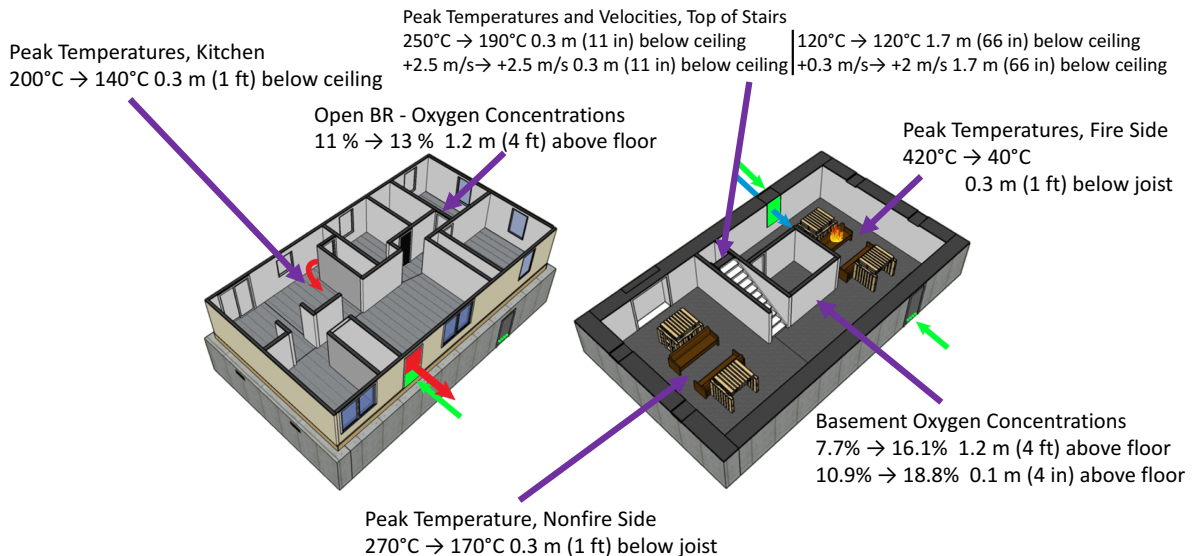 Peak Temperatures and Velocities, Top of Stairs
250°C → 190°C 0.3 m (11 in) below ceiling
+2.5 m/s→ +2.5 m/s 0.3 m (11 in) below ceiling
120°C → 120°C 1.7 m (66 in) below ceiling
+0.3 m/s→ +2 m/s 1.7 m (66 in) below ceiling
Peak Temperatures, Kitchen
200°C → 140°C 0.3 m (1 ft) below ceiling
Open BR - Oxygen Concentrations
11 % → 13 % 1.2 m (4 ft) above floor
Peak Temperatures, Fire Side
420°C → 40°C
0.3 m (1 ft) below joist
Basement Oxygen Concentrations
7.7% → 16.1% 1.2 m (4 ft) above floor
10.9% → 18.8% 0.1 m (4 in) above floor
Peak Temperature, Nonfire Side
270°C → 170°C 0.3 m (1 ft) below joist